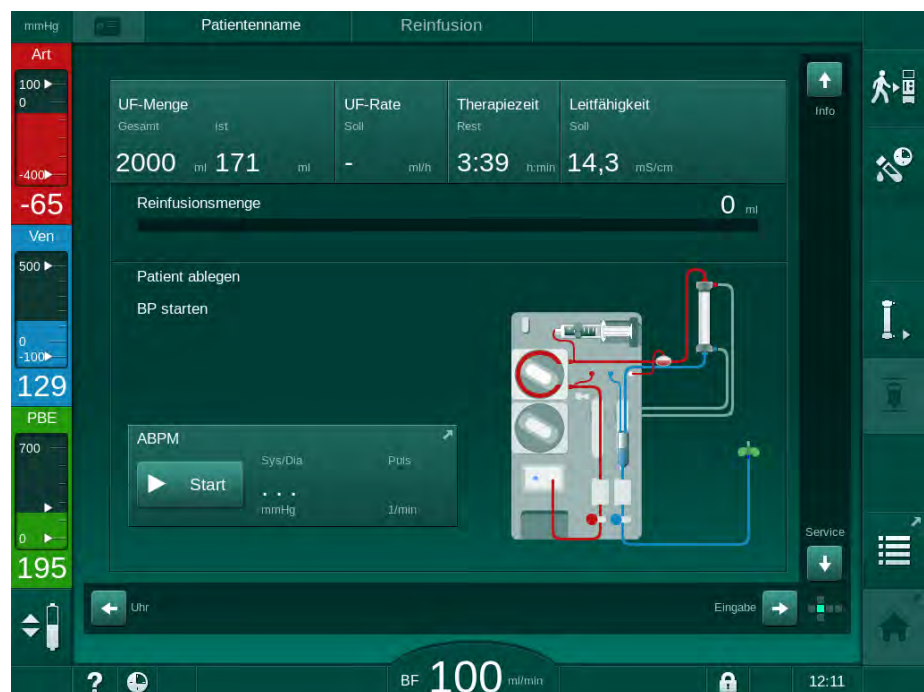 mmHg Patientenname Reinfusion
Art
100
0
-400
-65
Ven
500
0
-100
129
PBE
700
0
195
UF-Menge UF-Rate Therapiezeit Leitfähigkeit
Gesamt ist Soll Rest Soll
2000 ml 171 ml - ml/h 3:39 h:min 14,3 mS/cm
Reinfusionsmenge 0 ml
Patient ablegen
BP starten
ABPM
Sys/Dia Puls
Start . . .
mmHg 1/min
Info
Service
Uhr Eingabe
? BF 100 ml/min 12:11